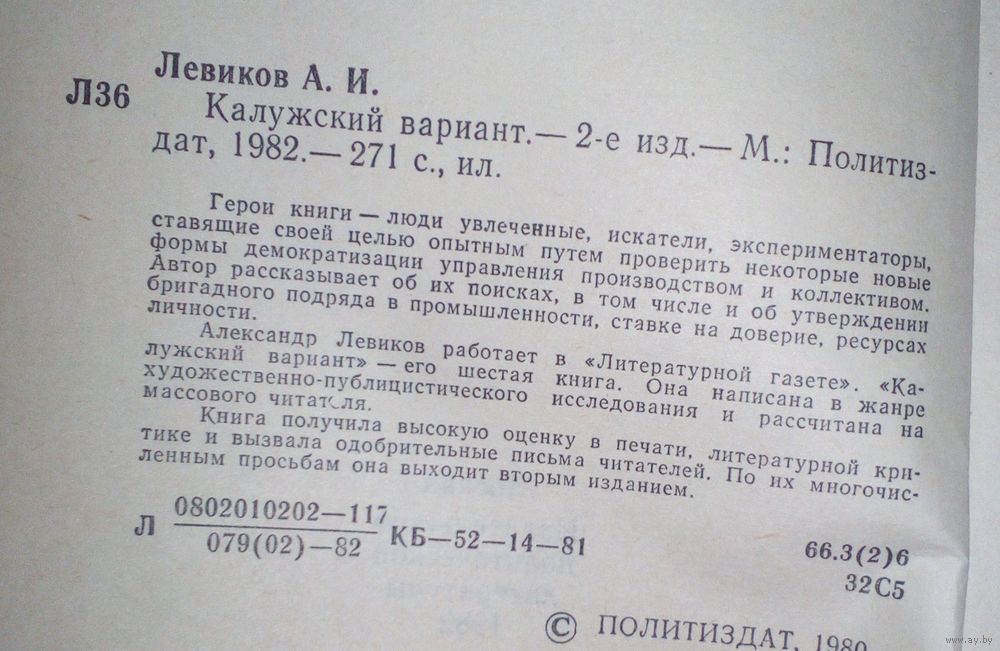 Левиков А. И.
Л36
Калужский вариант.— 2-е изд.— М.: Политиз-
дат, 1982.— 271 с., ил.
Герои книги — люди увлеченные, искатели, экспериментаторы,
ставящие своей целью опытным путем проверить некоторые новые
формы демократизации управления производством и коллективом.
Автор рассказывает об их поисках, в том числе и об утверждении
бригадного подряда в промышленности, ставке на доверие, ресурсах
личности.
Александр Левиков работает в «Литературной газете». «Ка-
лужский вариант» — его шестая книга. Она написана в жанре
художественно-публицистического исследования и рассчитана на
массового читателя.
Книга получила высокую оценку в печати, литературной кри-
тике и вызвала одобрительные письма читателей. По их многочис-
ленным просьбам она выходит вторым изданием.
Л 0802010202—117
079(02)—82 КБ—52—14—81
66.3(2)6
32С5
© ПОЛИТИЗДАТ, 1980
www.ay.by